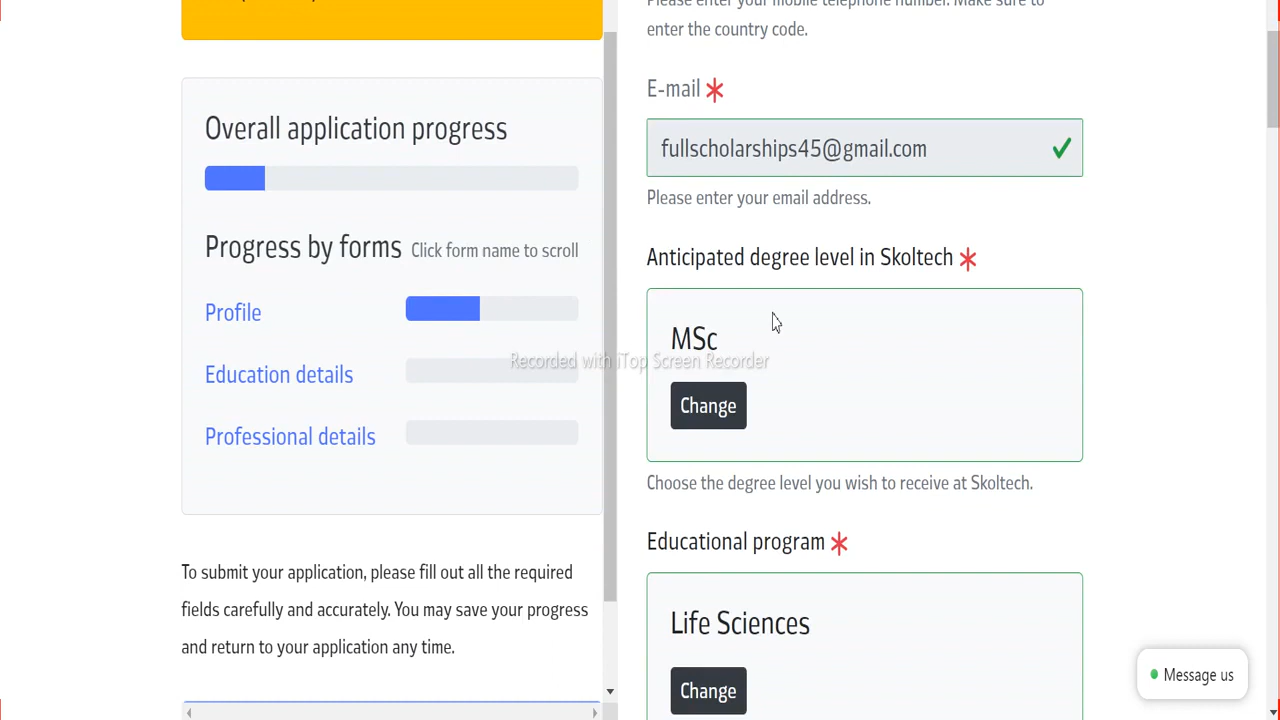 Overall application progress
Progress by forms Click form name to scroll
Profile
Education details
Professional details
To submit your application, please fill out all the required
fields carefully and accurately. You may save your progress
and return to your application any time.
Please enter your mobile telephone number. Make sure to
enter the country code.
E-mail *
fullscholarships45@gmail.com
Please enter your email address.
Anticipated degree level in Skoltech *
MSc
Change
Choose the degree level you wish to receive at Skoltech.
Educational program *
Life Sciences
Change
Message us
Recorded with iTop Screen Recorder